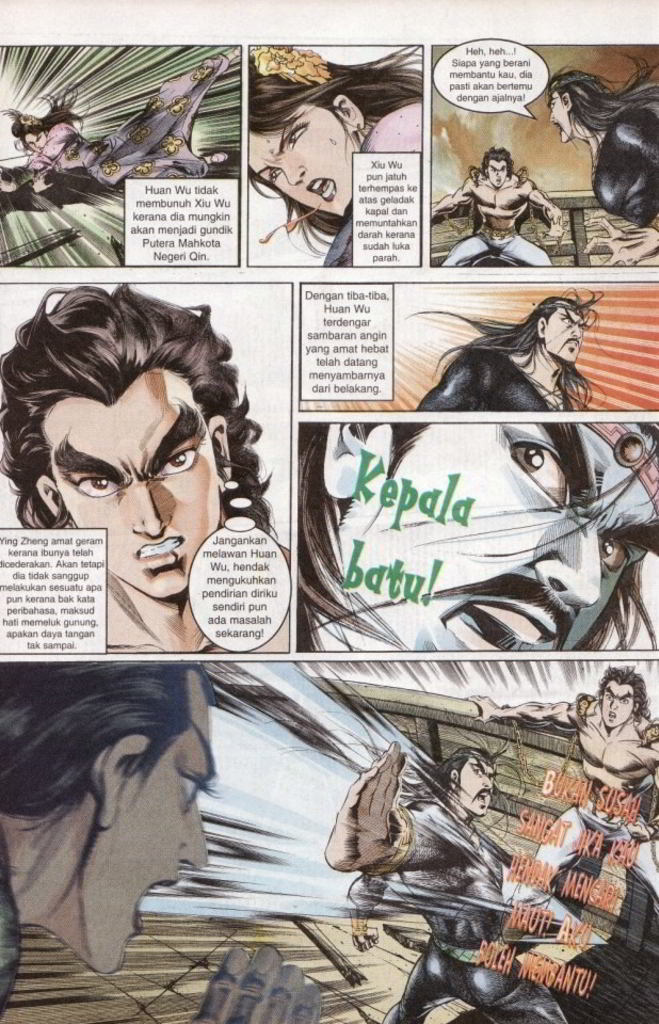 Huan Wu tidak
membunuh Xiu Wu
kerana dia mungkin
akan menjadi gundik
Putera Mahkota
Negeri Qin.
Xiu Wu
pun jatuh
terhempas ke
atas geladak
kapal dan
memuntahkan
darah kerana
sudah luka
parah.
Heh, heh...!
Siapa yang berani
membantu kau, dia
pasti akan bertemu
dengan ajalnya!
Ying Zheng amat geram
kerana ibunya telah
dicederakan. Akan tetapi
dia tidak sanggup
melakukan sesuatu apa
pun kerana bak kata
peribahasa, maksud
hati memeluk gunung,
apakan daya tangan
tak sampai.
Jangankan
melawan Huan
Wu, hendak
mengukuhkan
pendirian diriku
sendiri pun
ada masalah
sekarang!
Dengan tiba-tiba,
Huan Wu
terdengar
sambaran angin
yang amat hebat
telah datang
menyambarnya
dari belakang.
Kepala
batu!
BUKAN SUSAH
SANGAT JIKA KAU
HENDAK MENCARI
MAUT! AKU
BOLEH MEMBANTU!